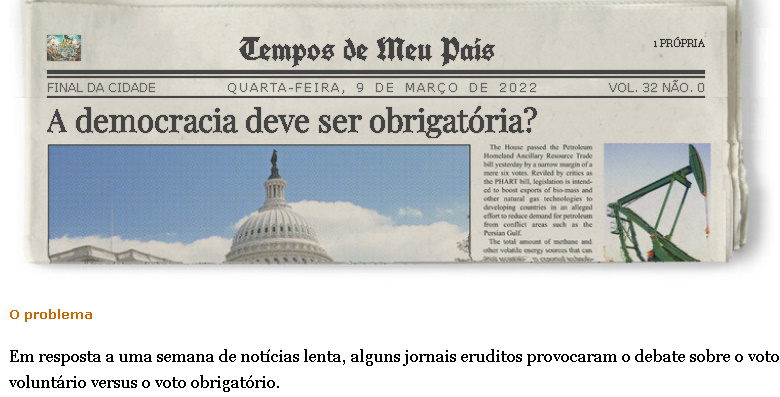 Tempos de Meu País
1 PRÓPRIA
FINAL DA CIDADE
QUARTA-FEIRA, 9 DE MARÇO DE 2022
VOL. 32 NÃO. 0
A democracia deve ser obrigatória?
The House passed the Petroleum
Homeland Ancillary Resource Trade
bill yesterday by a narrow margin of a
mere six votes. Reviled by critics as
the PHART bill, legislation is intend-
ed to boost exports of bio-mass and
other natural gas technologies to
developing countries in an alleged
effort to reduce demand for petroleum
from conflict areas such as the
Persian Gulf.
The total amount of methane and
other volatile energy sources that can
O problema
Em resposta a uma semana de notícias lenta, alguns jornais eruditos provocaram o debate sobre o voto
voluntário versus o voto obrigatório.